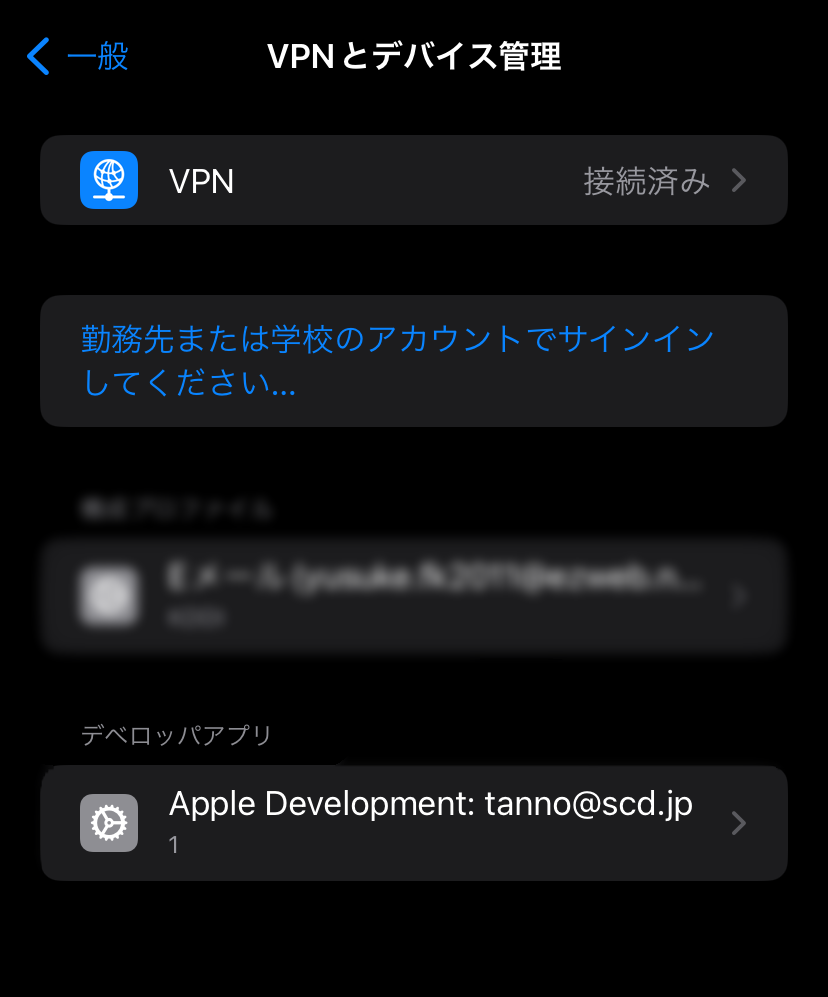 一般
VPNとデバイス管理
VPN
接続済み
勤務先または学校のアカウントでサインイン
してください...
デベロッパアプリ
Apple Development: tanno@scd.jp
1